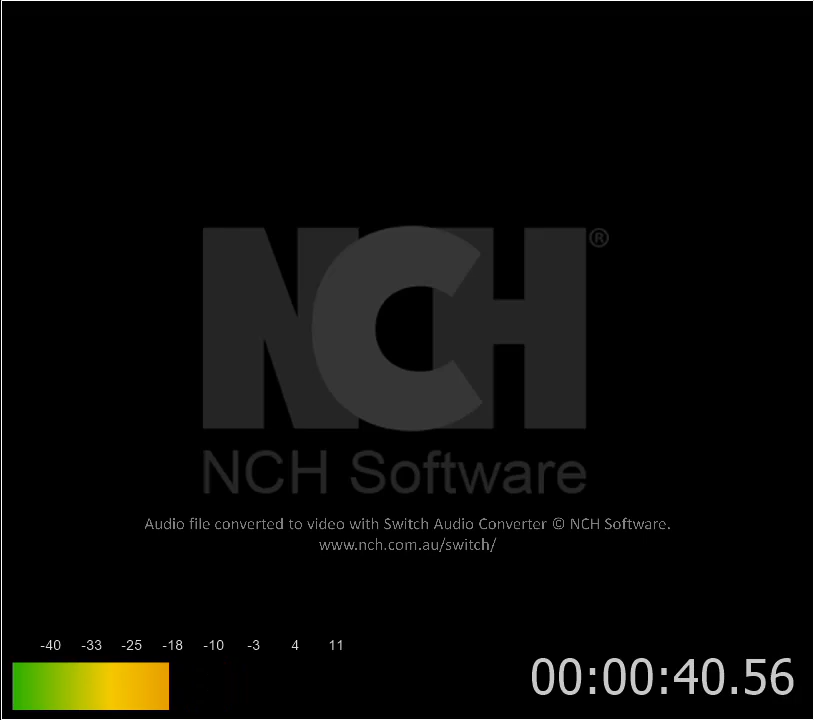 NCH®
NCH Software
Audio file converted to video with Switch Audio Converter © NCH Software.
www.nch.com.au/switch/
-40 -33 -25 -18 -10 -3 4 11
00:00:40.56